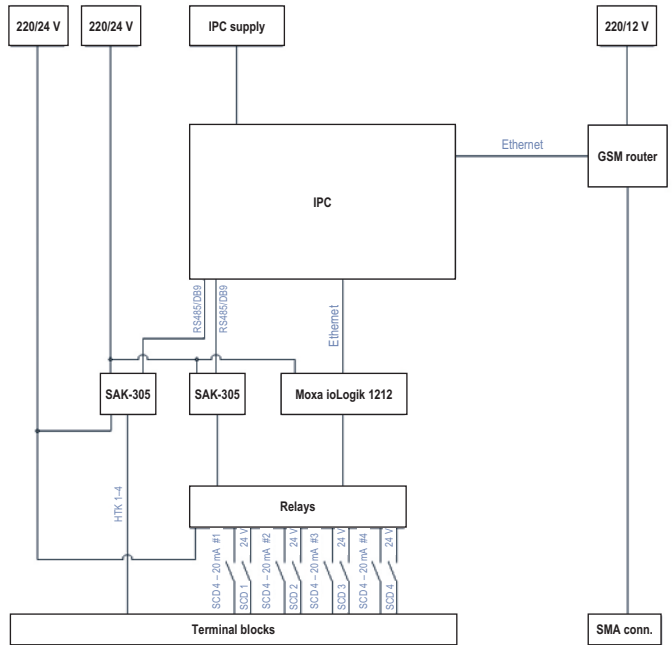 220/24 V
220/24 V
IPC supply
220/12 V
Ethernet
GSM router
IPC
RS485/DB9
RS485/DB9
Ethernet
SAK-305
SAK-305
Moxa ioLogik 1212
HTK 1–4
Relays
SCD 4 – 20 mA #1
SCD 1
24 V
SCD 4 – 20 mA #2
SCD 2
24 V
SCD 4 – 20 mA #3
SCD 3
24 V
SCD 4 – 20 mA #4
SCD 4
24 V
Terminal blocks
SMA conn.